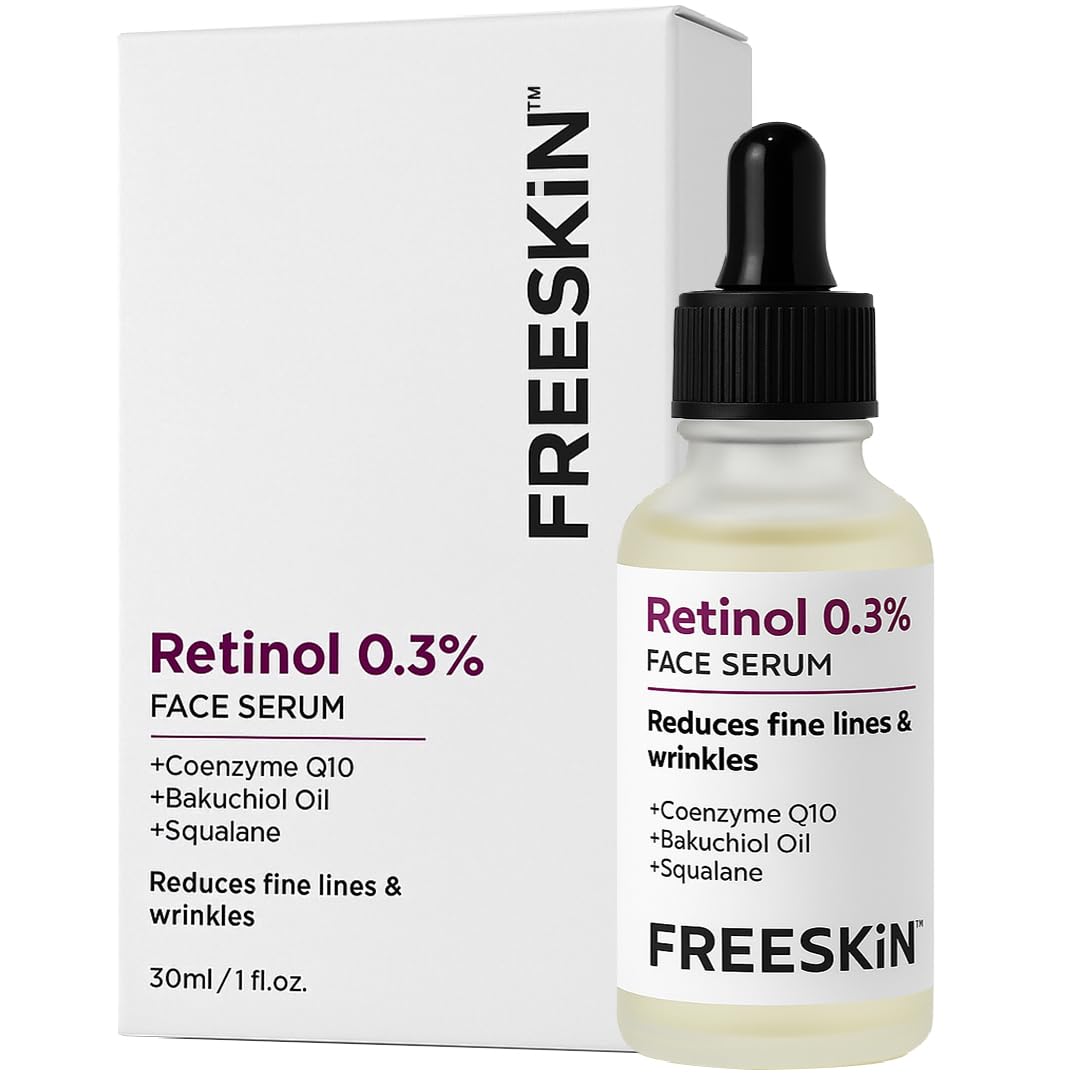 FREESKiN™
Retinol 0.3%
FACE SERUM
+Coenzyme Q10
+Bakuchiol Oil
+Squalane
Reduces fine lines &
wrinkles
30ml/1 fl.oz.
Retinol 0.3%
FACE SERUM
Reduces fine lines &
wrinkles
+Coenzyme Q10
+Bakuchiol Oil
+Squalane
FREESKiN™